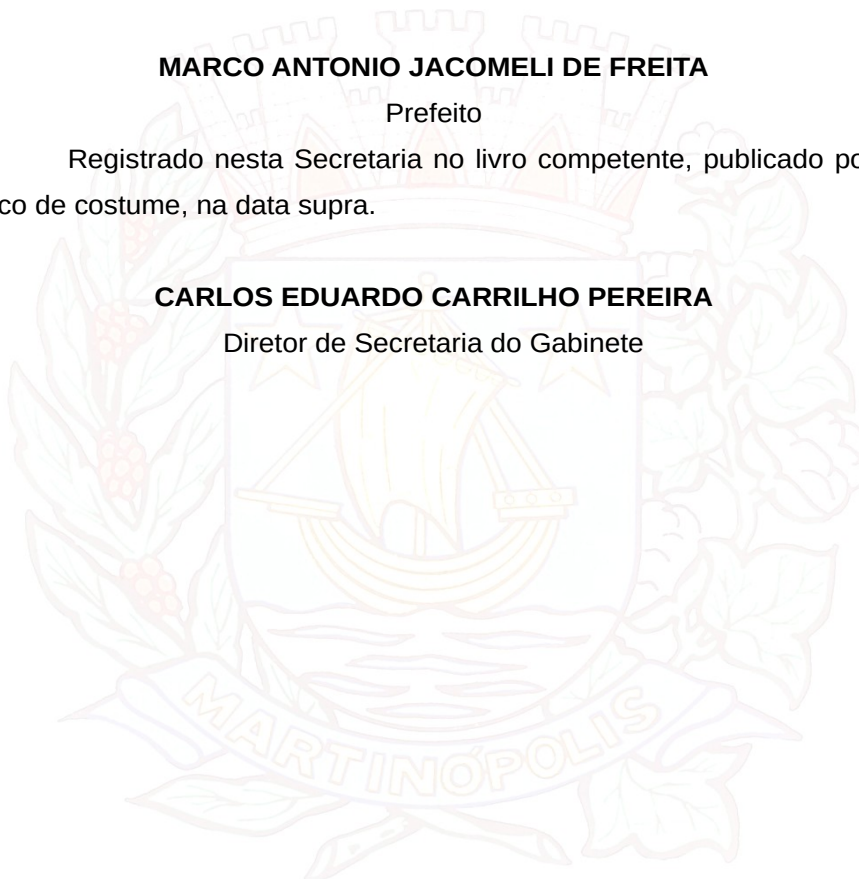 MARCO ANTONIO JACOMELI DE FREITA
Prefeito
Registrado nesta Secretaria no livro competente, publicado po
co de costume, na data supra.
CARLOS EDUARDO CARRILHO PEREIRA
Diretor de Secretaria do Gabinete
MARTINÓPOLIS